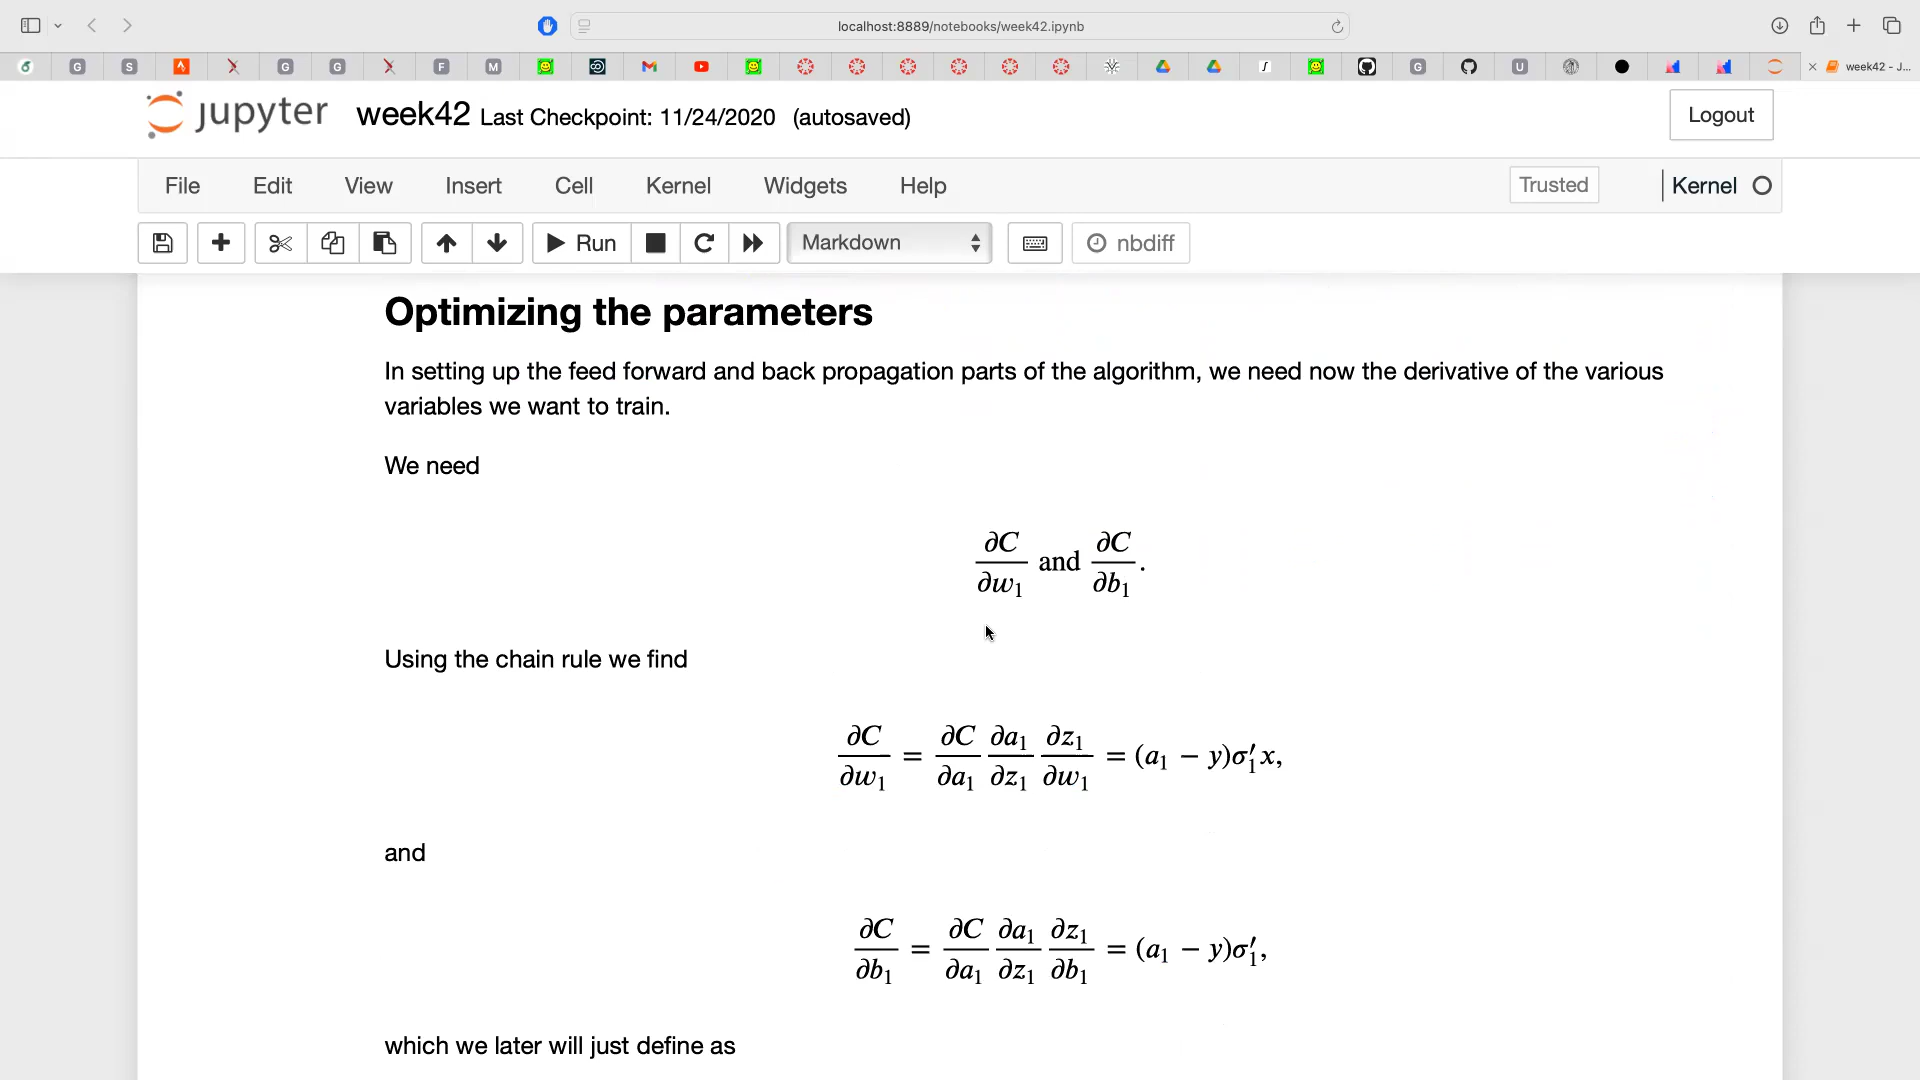 localhost:8889/notebooks/week42.ipynb
G S G G F M G U week42 - J...
jupyter week42 Last Checkpoint: 11/24/2020 (autosaved) Logout
File Edit View Insert Cell Kernel Widgets Help Trusted Kernel
Run Markdown nbdiff
Optimizing the parameters
In setting up the feed forward and back propagation parts of the algorithm, we need now the derivative of the various
variables we want to train.
We need
∂C/∂w₁ and ∂C/∂b₁.
Using the chain rule we find
∂C/∂w₁ = ∂C/∂a₁ ∂a₁/∂z₁ ∂z₁/∂w₁ = (a₁ − y)σ₁′x,
and
∂C/∂b₁ = ∂C/∂a₁ ∂a₁/∂z₁ ∂z₁/∂b₁ = (a₁ − y)σ₁′,
which we later will just define as